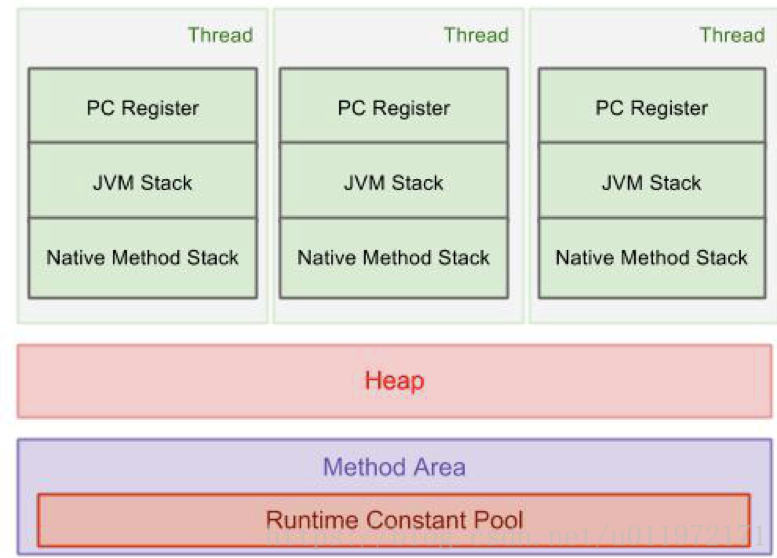 Thread Thread Thread
PC Register PC Register PC Register
JVM Stack JVM Stack JVM Stack
Native Method Stack Native Method Stack Native Method Stack
Heap
Method Area
Runtime Constant Pool